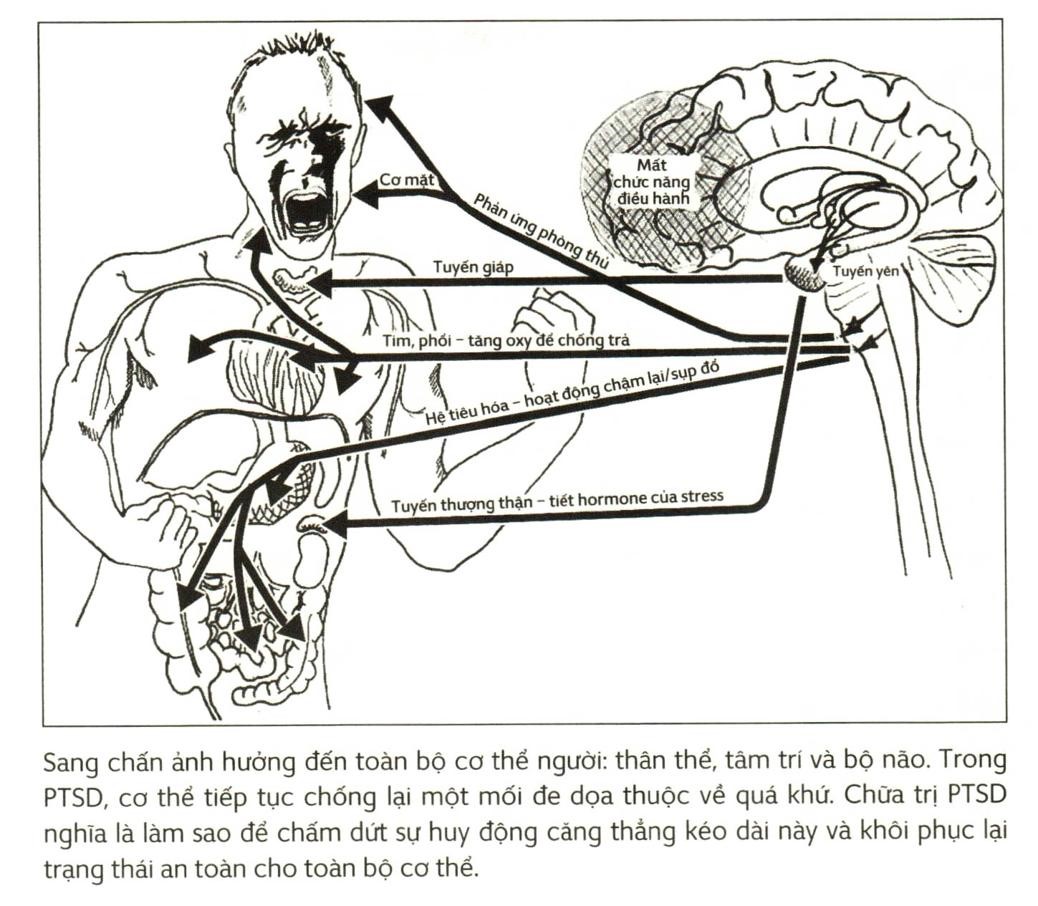 Mất
chức năng
điều hành
Cơ mặt
Phản ứng phòng thủ
Tuyến giáp
Tuyến yên
Tim, phổi – tăng oxy để chống trả
Hệ tiêu hóa – hoạt động chậm lại/sụp đổ
Tuyến thượng thận – tiết hormone của stress
Sang chấn ảnh hưởng đến toàn bộ cơ thể người: thân thể, tâm trí và bộ não. Trong
PTSD, cơ thể tiếp tục chống lại một mối đe dọa thuộc về quá khứ. Chữa trị PTSD
nghĩa là làm sao để chấm dứt sự huy động căng thẳng kéo dài này và khôi phục lại
trạng thái an toàn cho toàn bộ cơ thể.